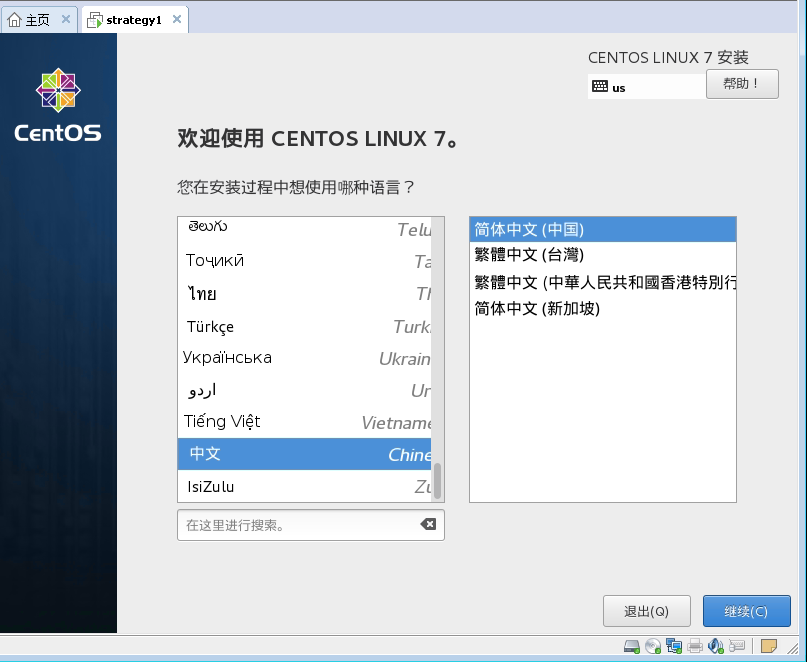 主页
strategy1
CentOS
CENTOS LINUX 7 安装
us
帮助！
欢迎使用 CENTOS LINUX 7。
您在安装过程中想使用哪种语言？
తెలుగు Telu
Тоҷикӣ Ta
ไทย Th
Türkçe Turk
Українська Ukrain
اردو Ur
Tiếng Việt Vietname
中文 Chine
IsiZulu Zu
在这里进行搜索。
简体中文 (中国)
繁體中文 (台灣)
繁體中文 (中華人民共和國香港特別行
简体中文 (新加坡)
退出(Q)
继续(C)